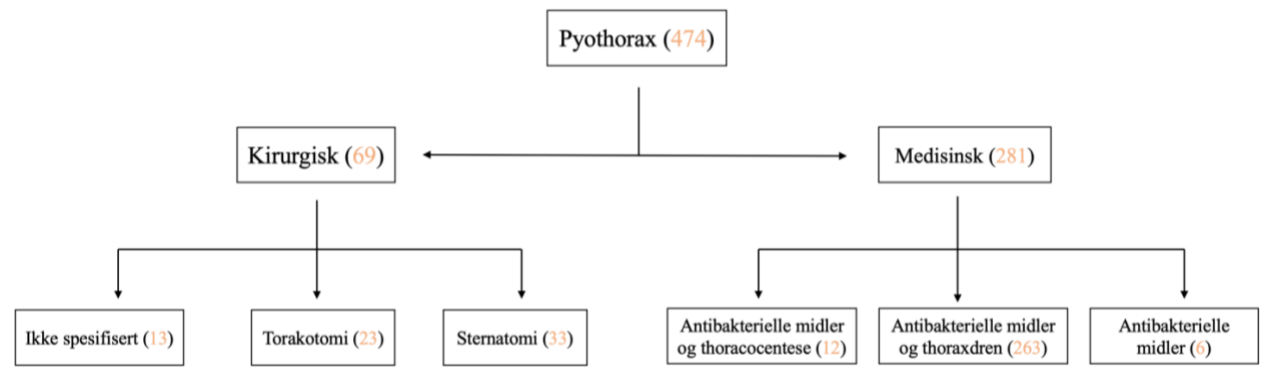 Pyothorax (474)
Kirurgisk (69)
Medisinsk (281)
Ikke spesifisert (13)
Torakotomi (23)
Sternatomi (33)
Antibakterielle midler
og thoracocentese (12)
Antibakterielle midler
og thoraxdren (263)
Antibakterielle
midler (6)